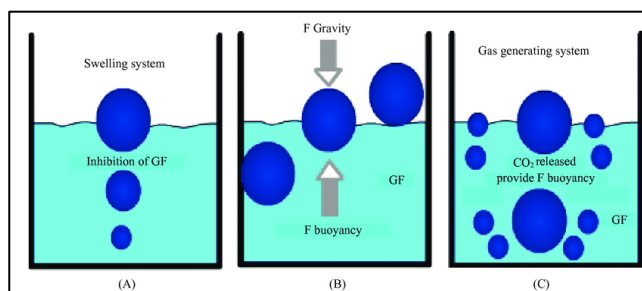 Swelling system
Inhibition of GF
(A)
F Gravity
GF
F buoyancy
(B)
Gas generating system
CO₂ released
provide F buoyancy
GF
(C)